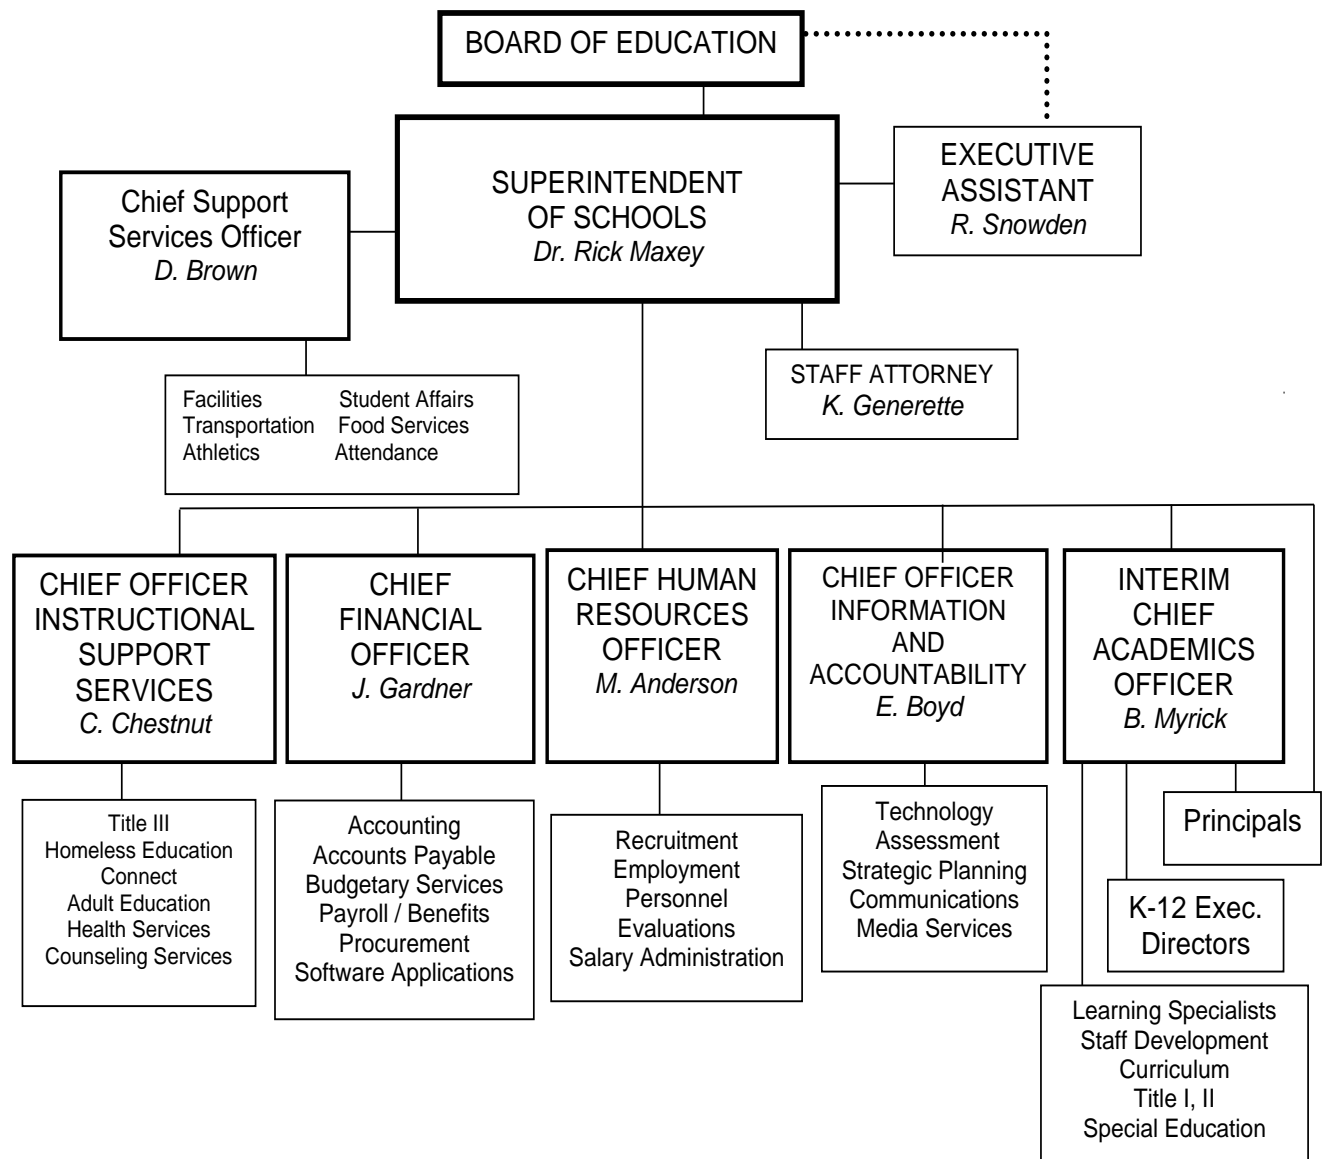 BOARD OF EDUCATION
SUPERINTENDENT
OF SCHOOLS
Dr. Rick Maxey
EXECUTIVE
ASSISTANT
R. Snowden
Chief Support
Services Officer
D. Brown
STAFF ATTORNEY
K. Generette
Facilities Student Affairs
Transportation Food Services
Athletics Attendance
CHIEF OFFICER
INSTRUCTIONAL
SUPPORT
SERVICES
C. Chestnut
CHIEF
FINANCIAL
OFFICER
J. Gardner
CHIEF HUMAN
RESOURCES
OFFICER
M. Anderson
CHIEF OFFICER
INFORMATION
AND
ACCOUNTABILITY
E. Boyd
INTERIM
CHIEF
ACADEMICS
OFFICER
B. Myrick
Title III
Homeless Education
Connect
Adult Education
Health Services
Counseling Services
Accounting
Accounts Payable
Budgetary Services
Payroll / Benefits
Procurement
Software Applications
Recruitment
Employment
Personnel
Evaluations
Salary Administration
Technology
Assessment
Strategic Planning
Communications
Media Services
Principals
K-12 Exec.
Directors
Learning Specialists
Staff Development
Curriculum
Title I, II
Special Education